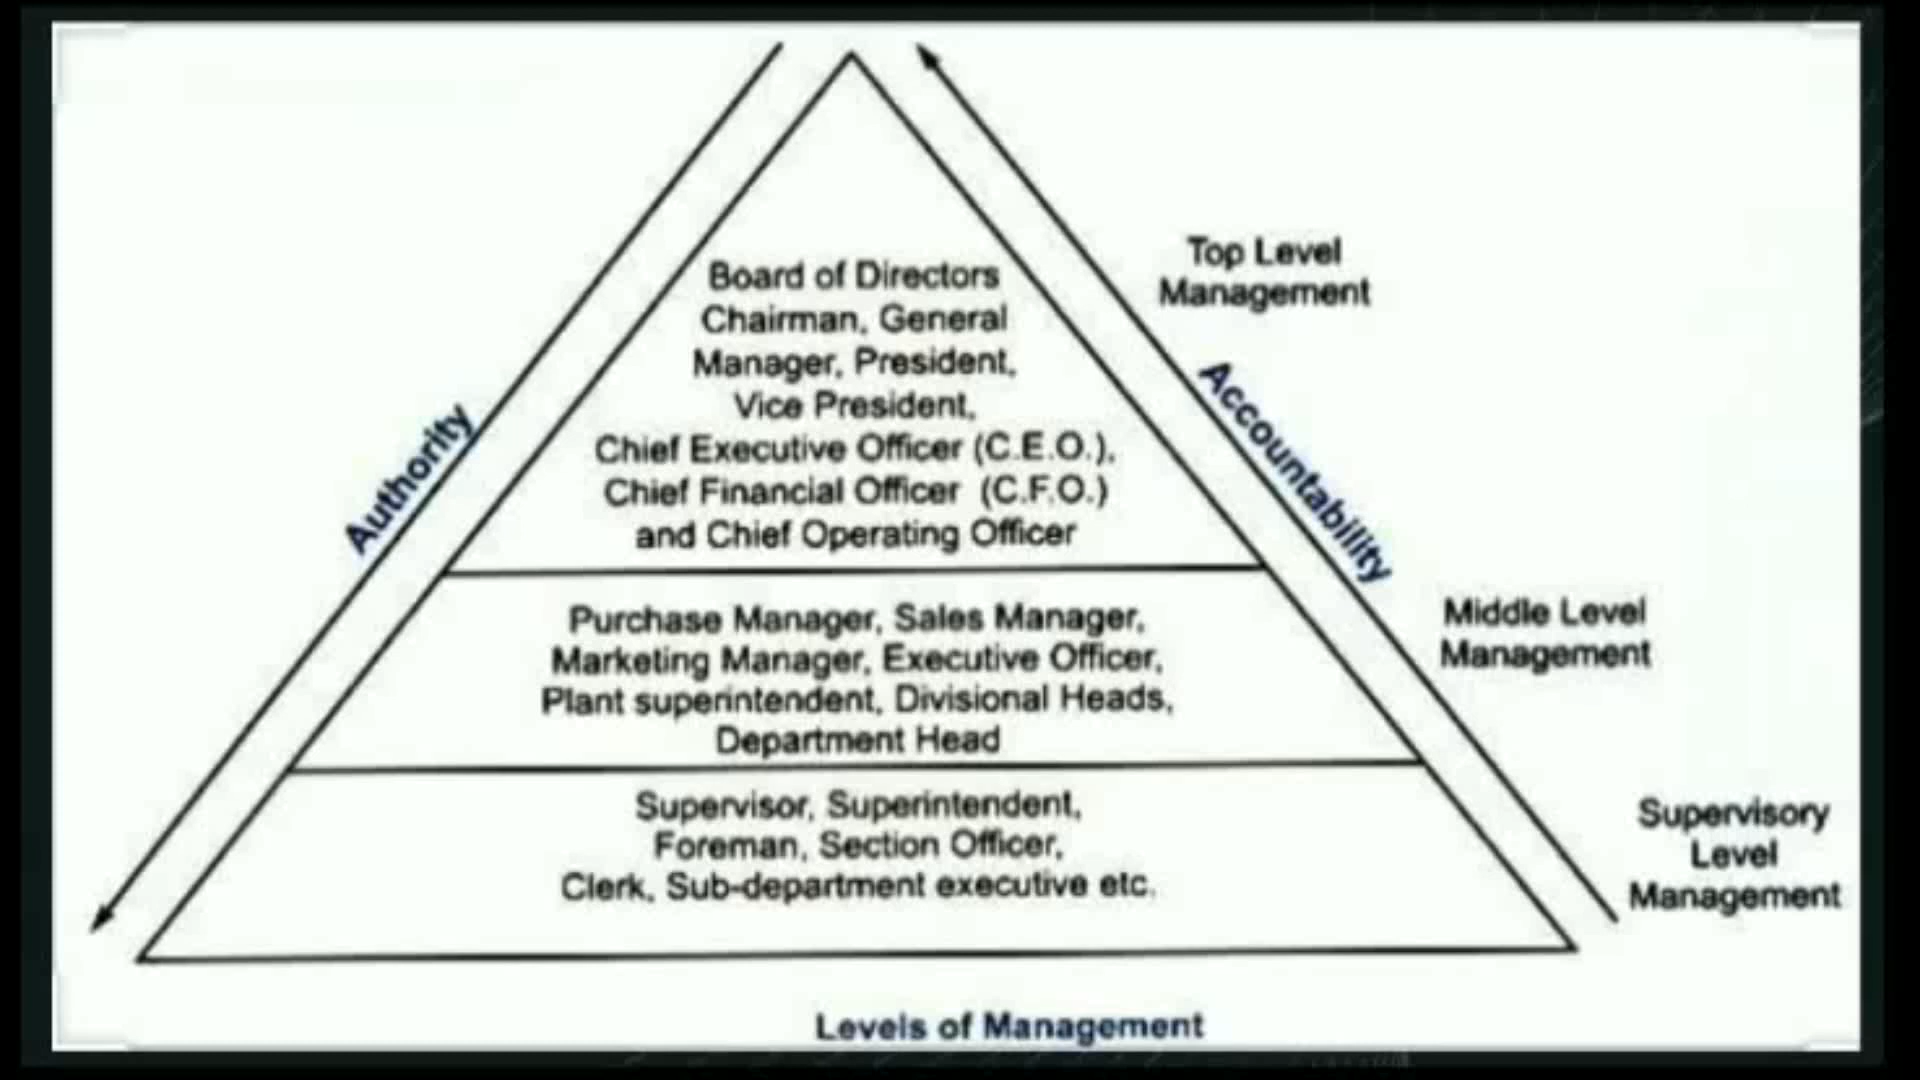 Board of Directors
Chairman, General
Manager, President,
Vice President,
Chief Executive Officer (C.E.O.),
Chief Financial Officer (C.F.O.)
and Chief Operating Officer
Top Level
Management
Authority
Accountability
Purchase Manager, Sales Manager,
Marketing Manager, Executive Officer,
Plant superintendent, Divisional Heads,
Department Head
Middle Level
Management
Supervisor, Superintendent,
Foreman, Section Officer,
Clerk, Sub-department executive etc.
Supervisory
Level
Management
Levels of Management